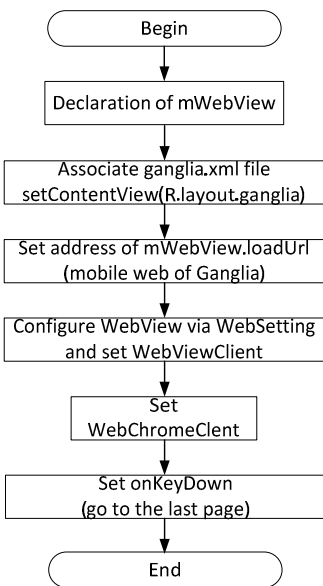 Begin
Declaration of mWebView
Associate ganglia.xml file
setContentView(R.layout.ganglia)
Set address of mWebView.loadUrl
(mobile web of Ganglia)
Configure WebView via WebSetting
and set WebViewClient
Set
WebChromeClent
Set onKeyDown
(go to the last page)
End